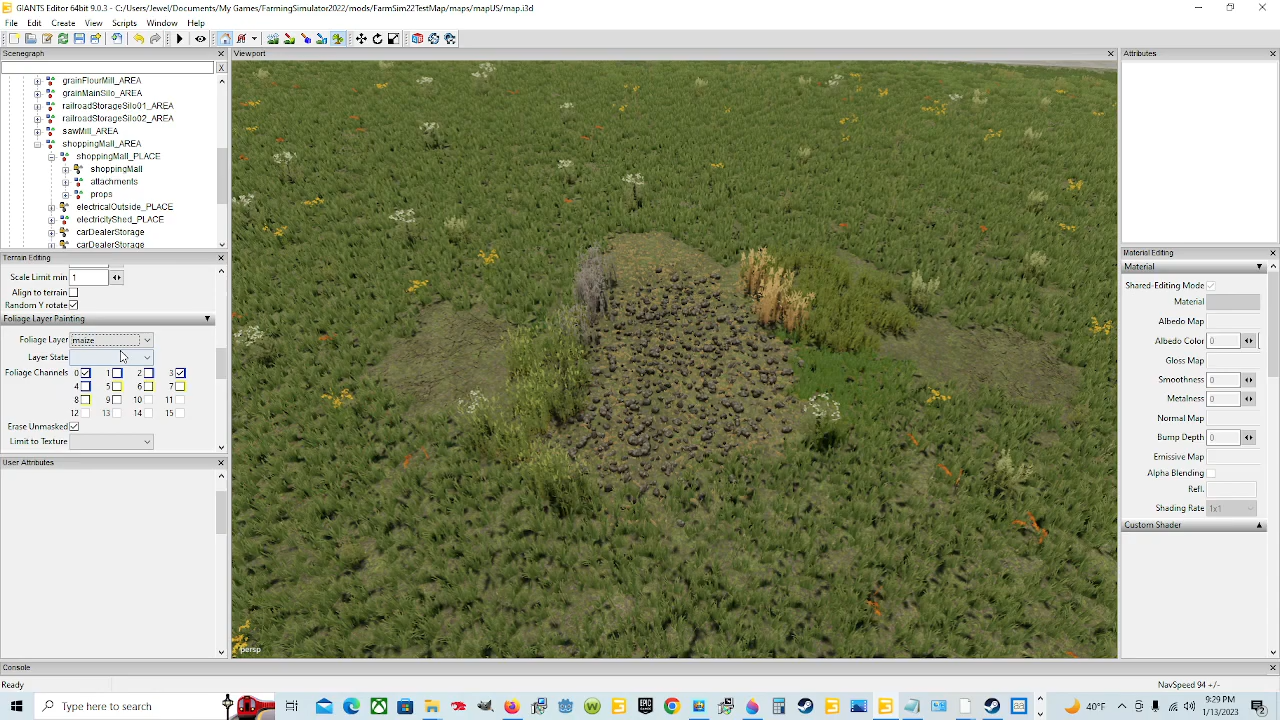 GIANTS Editor 64bit 9.0.3 - C:/Users/Jewel/Documents/My Games/FarmingSimulator2022/mods/FarmSim22TestMap/maps/mapUS/map.i3d
File Edit Create View Scripts Window Help
Scenegraph
X
grainFlourMill_AREA
grainMainSilo_AREA
railroadStorageSilo01_AREA
railroadStorageSilo02_AREA
sawMill_AREA
shoppingMall_AREA
shoppingMall_PLACE
shoppingMall
attachments
props
electricalOutside_PLACE
electricityShed_PLACE
carDealerStorage
carDealerStorage
Terrain Editing
Scale Limit min 1
Align to terrain
Random Y rotate
Foliage Layer Painting
Foliage Layer maize
Layer State
Foliage Channels 0 1 2 3
4 5 6 7
8 9 10 11
12 13 14 15
Erase Unmasked
Limit to Texture
User Attributes
Viewport
persp
Attributes
Material Editing
Material
Shared-Editing Mode
Material
Albedo Map
Albedo Color 0
Gloss Map
Smoothness 0
Metalness 0
Normal Map
Bump Depth 0
Emissive Map
Alpha Blending
Refl.
Shading Rate 1x1
Custom Shader
Console
Ready
NavSpeed 94 +/-
Type here to search
40°F
9:29 PM
1/13/2023